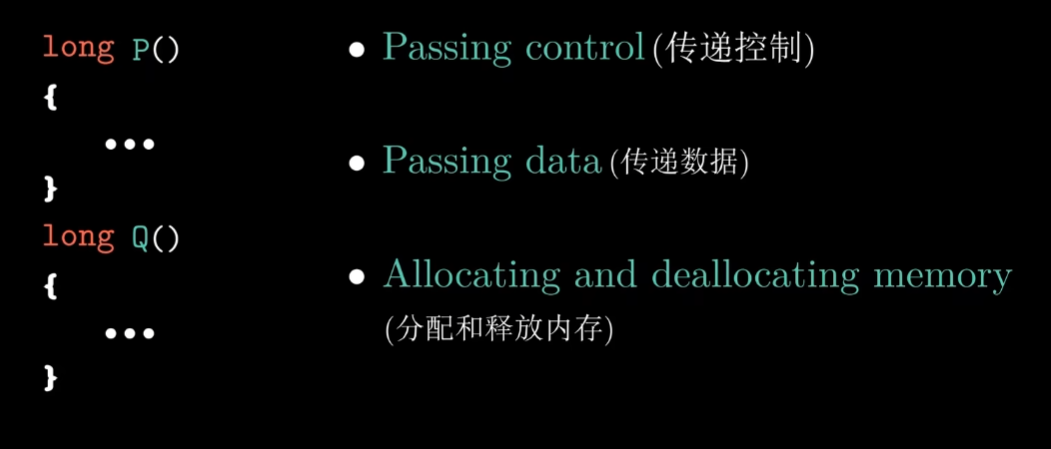 long P()
{
...
}
long Q()
{
...
}
• Passing control (传递控制)
• Passing data (传递数据)
• Allocating and deallocating memory
(分配和释放内存)